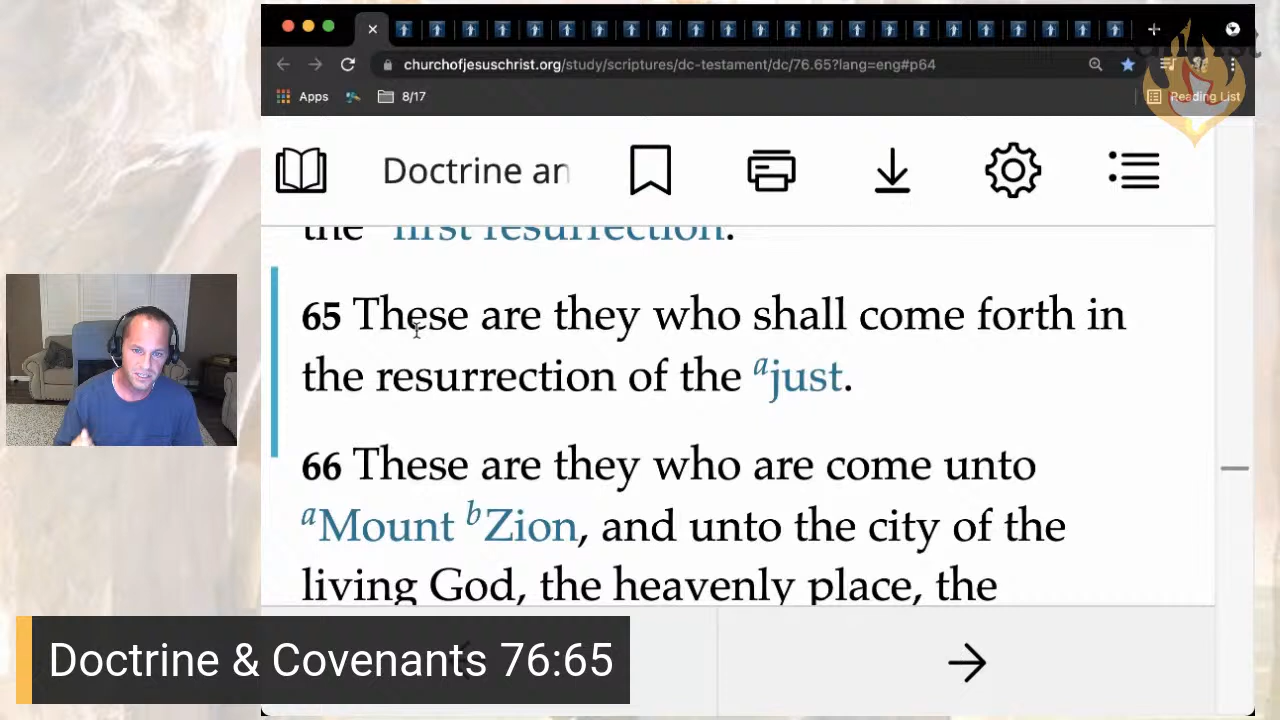 churchofjesuschrist.org/study/scriptures/dc-testament/dc/76.65?lang=eng#p64
Apps 8/17 Reading List
Doctrine an
the first resurrection.
65 These are they who shall come forth in
the resurrection of the a just.
66 These are they who are come unto
a Mount b Zion, and unto the city of the
living God, the heavenly place, the
Doctrine & Covenants 76:65